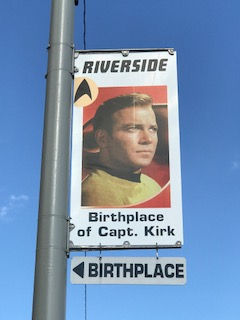 RIVERSIDE
Birthplace
of Capt. Kirk
BIRTHPLACE